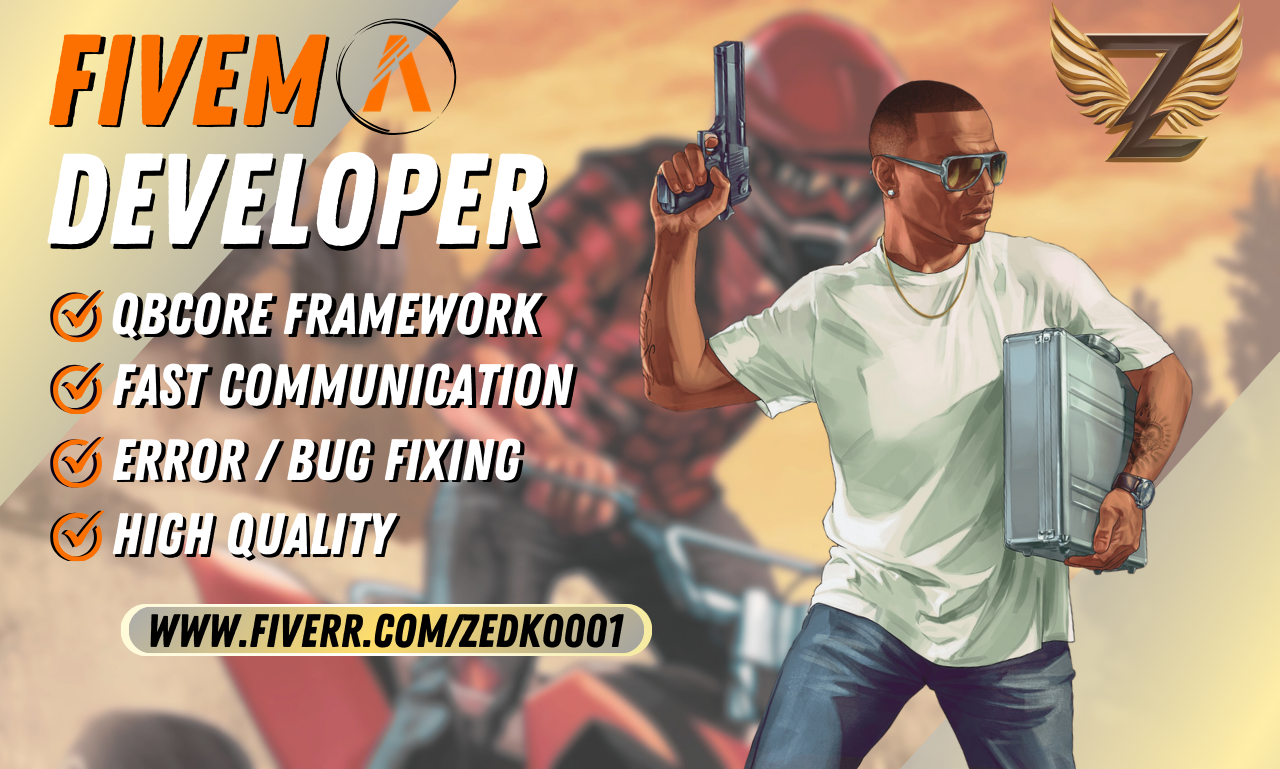 FIVEM
DEVELOPER
QBCORE FRAMEWORK
FAST COMMUNICATION
ERROR / BUG FIXING
HIGH QUALITY
WWW.FIVERR.COM/ZEDK0001
Z